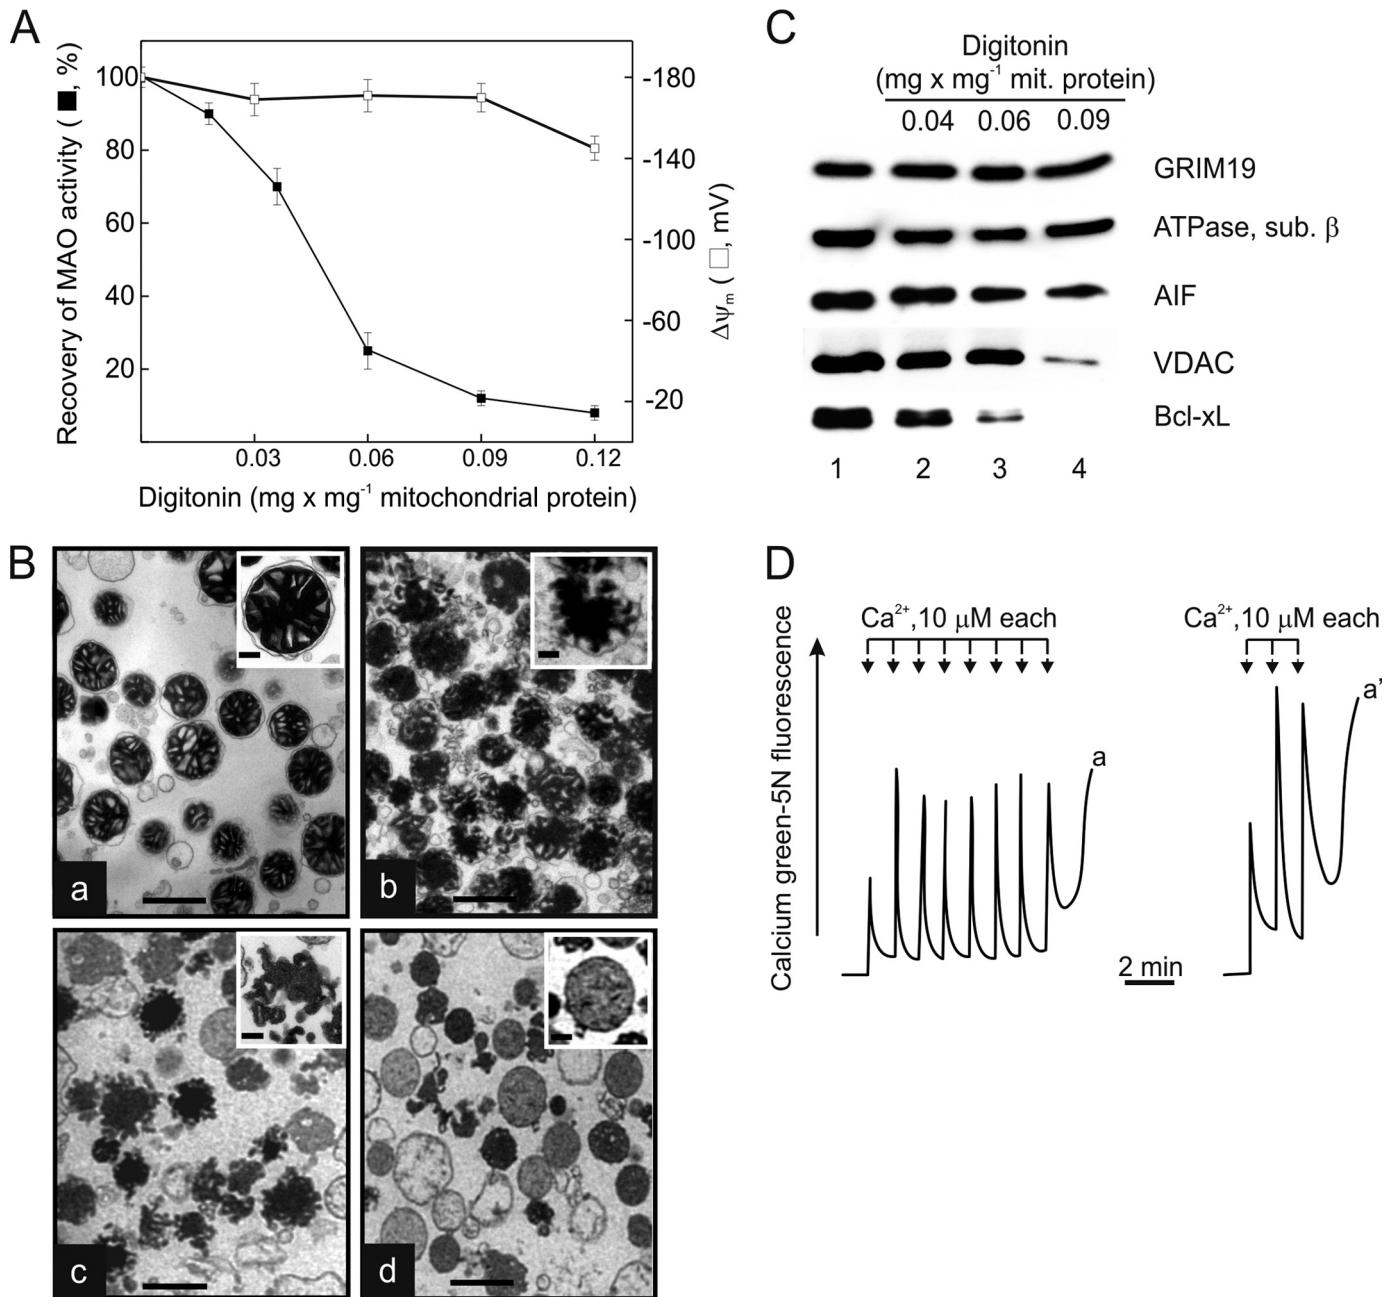 A
Recovery of MAO activity (■, %)
100
80
60
40
20
-180
-140
-100
-60
-20
Δψm (□, mV)
0.03 0.06 0.09 0.12
Digitonin (mg x mg⁻¹ mitochondrial protein)
C
Digitonin
(mg x mg⁻¹ mit. protein)
0.04 0.06 0.09
GRIM19
ATPase, sub. β
AIF
VDAC
Bcl-xL
1 2 3 4
B
a
b
c
d
D
Calcium green-5N fluorescence
Ca²⁺,10 μM each
a
2 min
Ca²⁺,10 μM each
a'